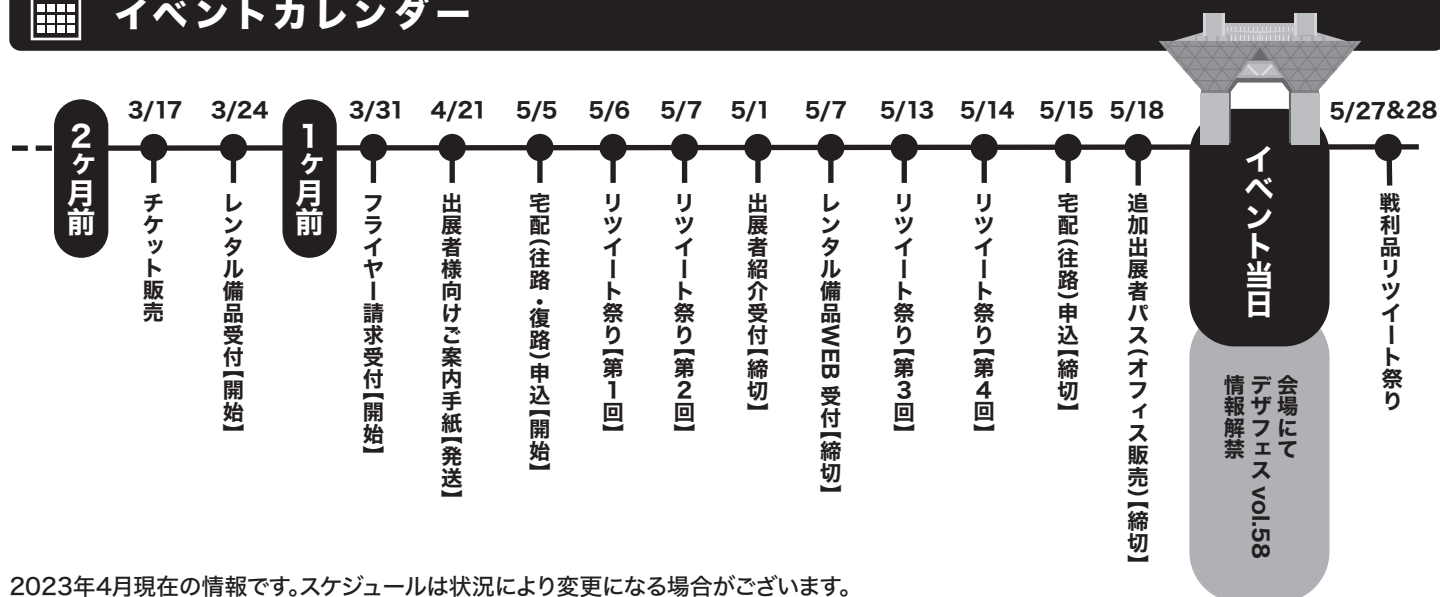 イベントカレンダー
2ヶ月前
3/17
チケット販売
3/24
レンタル備品受付【開始】
1ヶ月前
3/31
フライヤー請求受付【開始】
4/21
出展者様向けご案内手紙【発送】
5/5
宅配(往路・復路)申込【開始】
5/6
リツイート祭り【第1回】
5/7
リツイート祭り【第2回】
5/1
出展者紹介受付【締切】
5/7
レンタル備品WEB 受付【締切】
5/13
リツイート祭り【第3回】
5/14
リツイート祭り【第4回】
5/15
宅配(往路)申込【締切】
5/18
追加出展者パス(オフィス販売)【締切】
イベント当日
会場にて
デザフェス vol.58
情報解禁
5/27&28
戦利品リツイート祭り
2023年4月現在の情報です。スケジュールは状況により変更になる場合がございます。